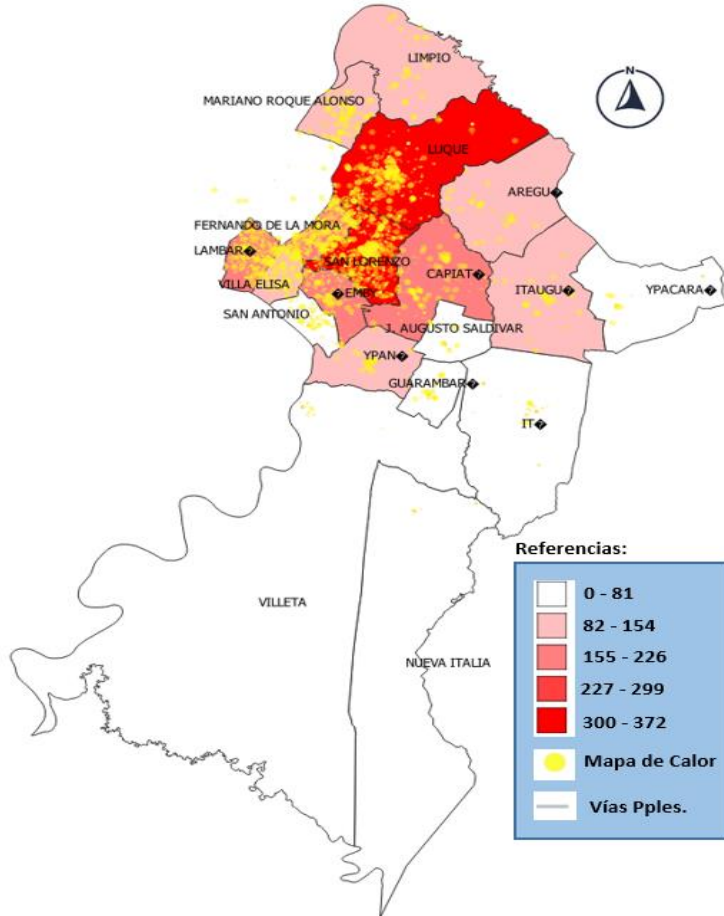 N
LIMPIO
MARIANO ROQUE ALONSO
LUQUE
AREGU�
FERNANDO DE LA MORA
LAMBAR�
SAN LORENZO
CAPIAT�
VILLA ELISA
�EMBY
ITAUGU�
YPACARA�
SAN ANTONIO
J. AUGUSTO SALDIVAR
YPAN�
GUARAMBAR�
IT�
VILLETA
NUEVA ITALIA
Referencias:
0 - 81
82 - 154
155 - 226
227 - 299
300 - 372
Mapa de Calor
Vías Pples.